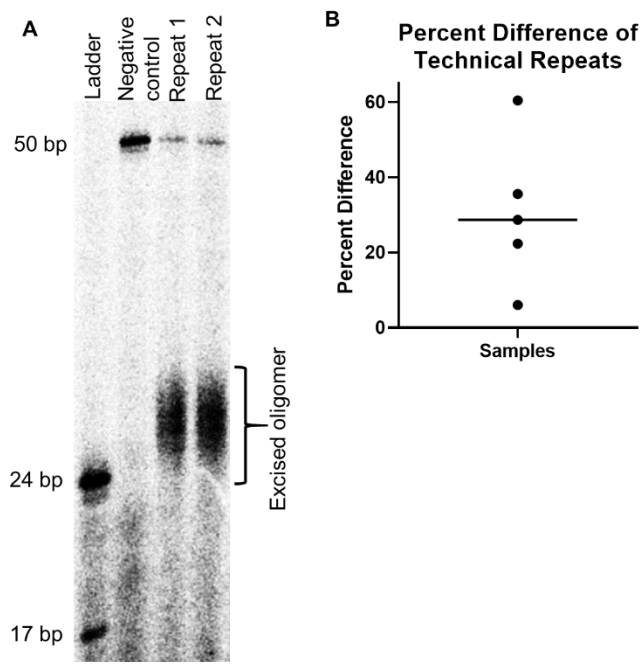 A
Ladder
Negative
control
Repeat 1
Repeat 2
50 bp
24 bp
17 bp
Excised oligomer
B
Percent Difference of
Technical Repeats
Percent Difference
60
40
20
0
Samples